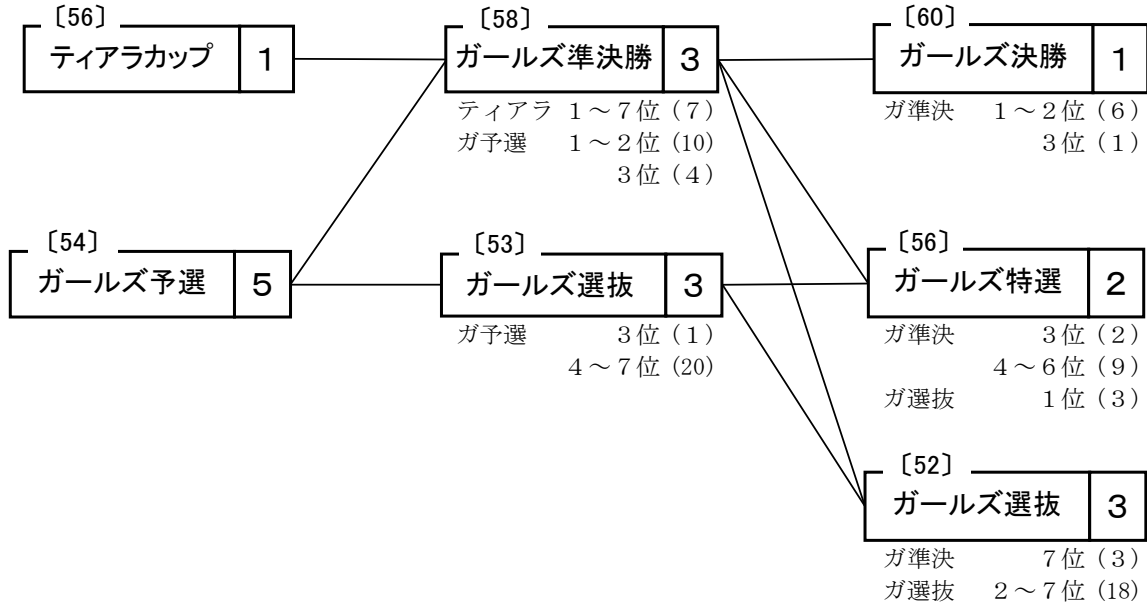 〔56〕
ティアラカップ 1
〔58〕
ガールズ準決勝 3
ティアラ 1～7位 (7)
ガ予選 1～2位 (10)
3位 (4)
〔60〕
ガールズ決勝 1
ガ準決 1～2位 (6)
3位 (1)
〔54〕
ガールズ予選 5
〔53〕
ガールズ選抜 3
ガ予選 3位 (1)
4～7位 (20)
〔56〕
ガールズ特選 2
ガ準決 3位 (2)
4～6位 (9)
ガ選抜 1位 (3)
〔52〕
ガールズ選抜 3
ガ準決 7位 (3)
ガ選抜 2～7位 (18)